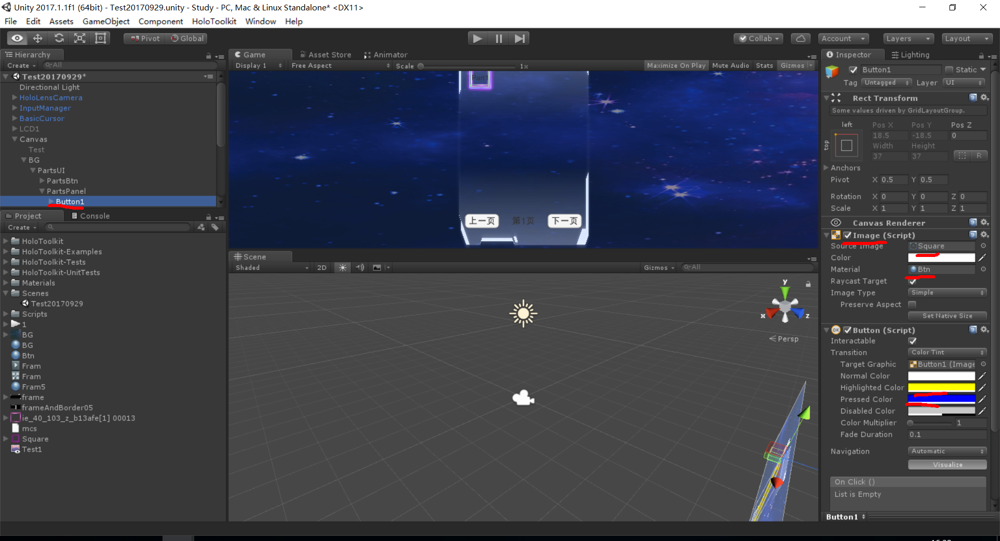 Unity 2017.1.1f1 (64bit) - Test20170929.unity - Study - PC, Mac & Linux Standalone* <DX11>
File Edit Assets GameObject Component HoloToolkit Window Help
Pivot Global Collab Account Layers Layout
Hierarchy
Create All
Test20170929*
Directional Light
HoloLensCamera
InputManager
BasicCursor
LCD1
Canvas
Test
BG
PartsUI
PartsBtn
PartsPanel
Button1
Project Console
Create
HoloToolkit
HoloToolkit-Examples
HoloToolkit-Tests
HoloToolkit-UnitTests
Materials
Scenes
Test20170929
Scripts
1
BG
BG
Btn
Fram
Fram
Fram5
frame
frameAndBorder05
ie_40_103_z_b13afe[1] 00013
mcs
Square
Test1
Game Asset Store Animator
Display 1 Free Aspect Scale 1x Maximize On Play Mute Audio Stats Gizmos
Part1
上一页 第1页 下一页
Scene
Shaded 2D Gizmos All
y
x z
Persp
Inspector Lighting
Button1 Static
Tag Untagged Layer UI
Rect Transform
Some values driven by GridLayoutGroup.
left Pos X Pos Y Pos Z
top 18.5 -18.5 0
Width Height
37 37 R
Anchors
Pivot X 0.5 Y 0.5
Rotation X 0 Y 0 Z 0
Scale X 1 Y 1 Z 1
Canvas Renderer
Image (Script)
Source Image Square
Color
Material Btn
Raycast Target
Image Type Simple
Preserve Aspect
Set Native Size
OK Button (Script)
Interactable
Transition Color Tint
Target Graphic Button1 (Image
Normal Color
Highlighted Color
Pressed Color
Disabled Color
Color Multiplier 1
Fade Duration 0.1
Navigation Automatic
Visualize
On Click ()
List is Empty
Button1